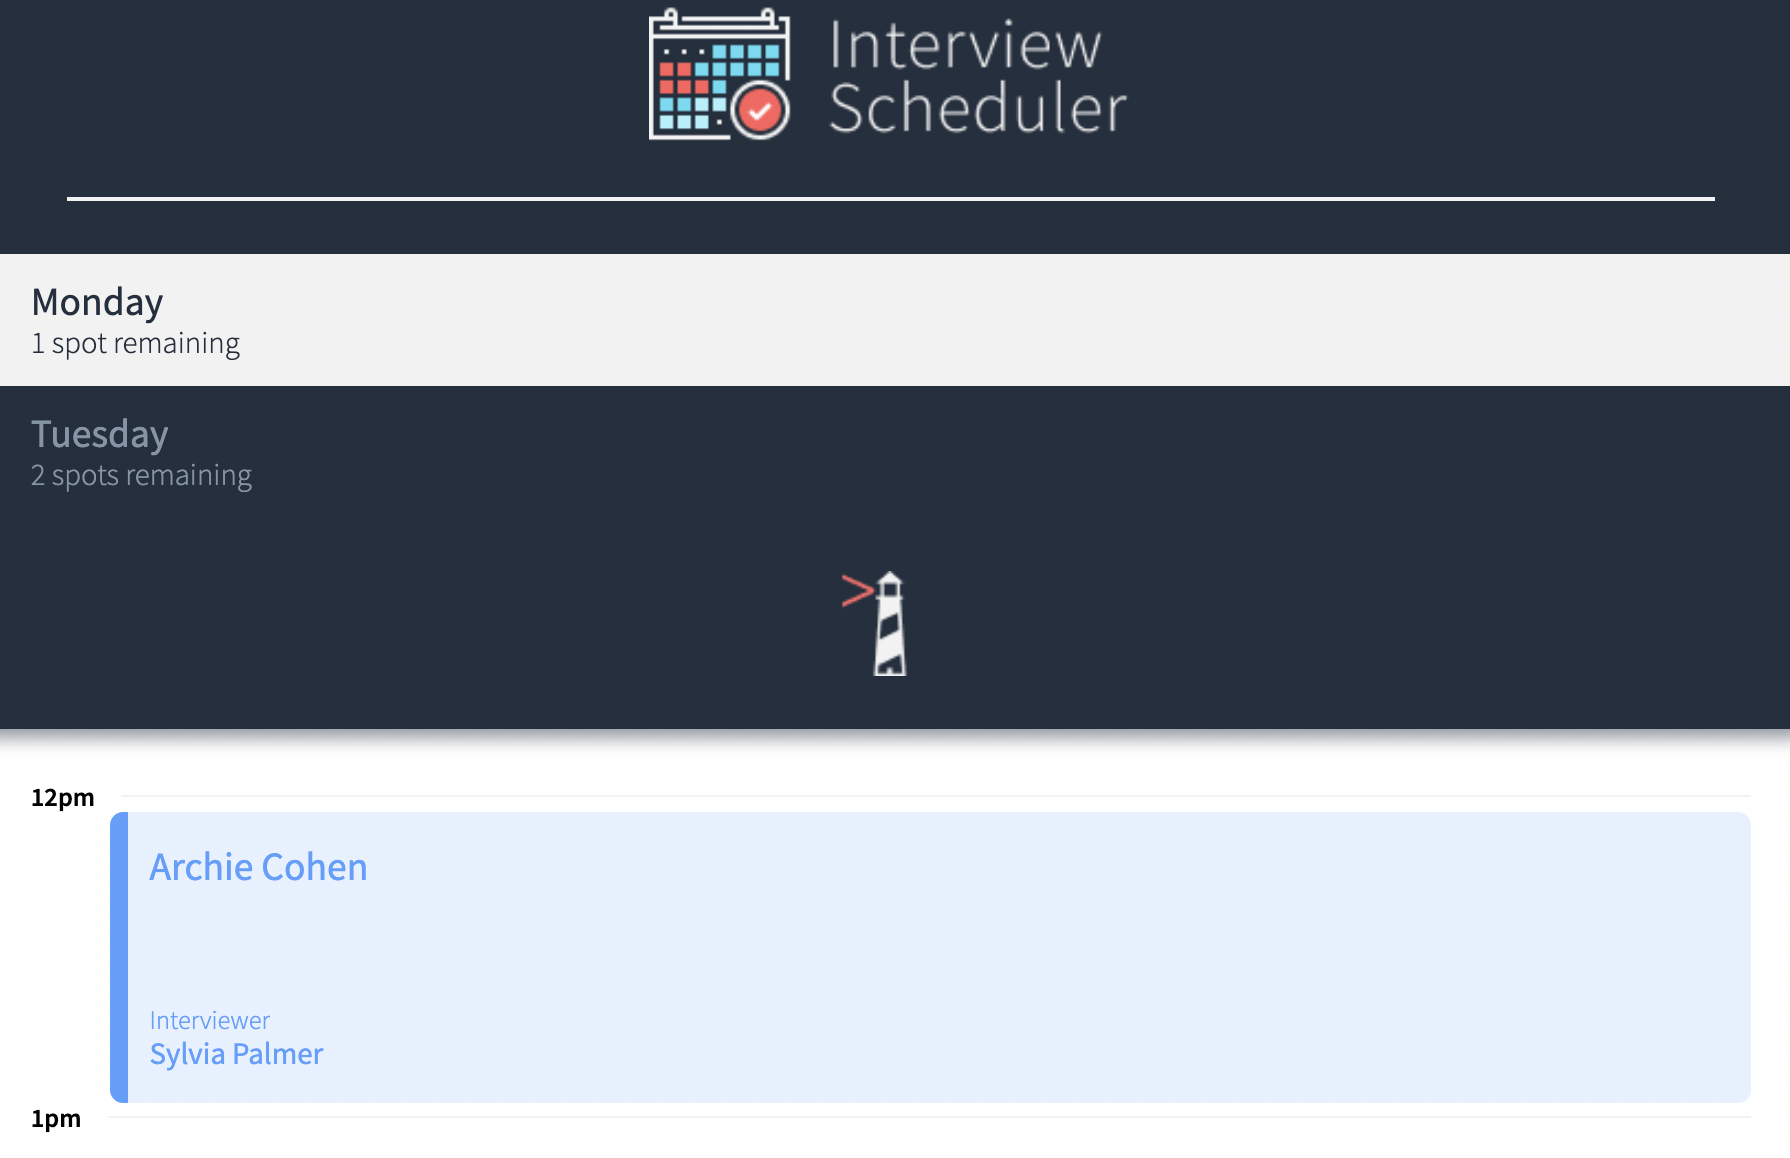 Interview
Scheduler
Monday
1 spot remaining
Tuesday
2 spots remaining
12pm
Archie Cohen
Interviewer
Sylvia Palmer
1pm